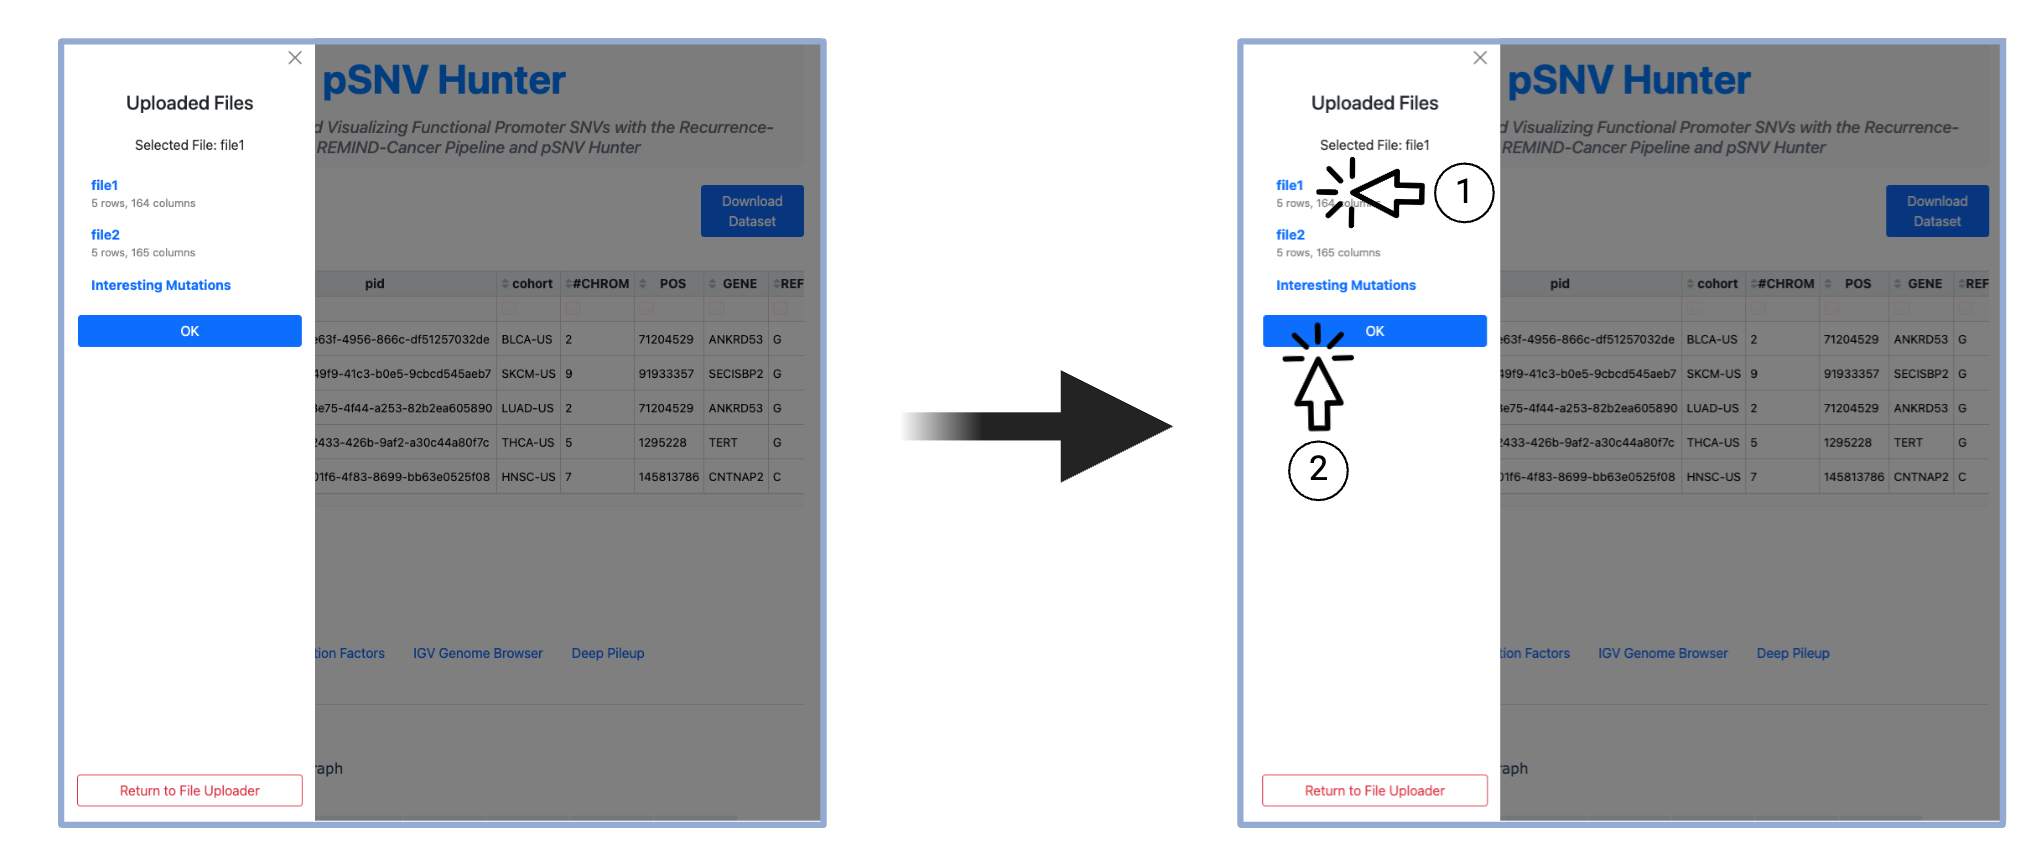 Uploaded Files
Selected File: file1
file1
5 rows, 164 columns
file2
5 rows, 165 columns
Interesting Mutations
OK
Return to File Uploader
pSNV Hunter
d Visualizing Functional Promoter SNVs with the Recurrence-
REMIND-Cancer Pipeline and pSNV Hunter
Download
Dataset
pid cohort #CHROM POS GENE REF
e63f-4956-866c-df51257032de BLCA-US 2 71204529 ANKRD53 G
49f9-41c3-b0e5-9cbcd545aeb7 SKCM-US 9 91933357 SECISBP2 G
3e75-4f44-a253-82b2ea605890 LUAD-US 2 71204529 ANKRD53 G
2433-426b-9af2-a30c44a80f7c THCA-US 5 1295228 TERT G
01f6-4f83-8699-bb63e0525f08 HNSC-US 7 145813786 CNTNAP2 C
tion Factors IGV Genome Browser Deep Pileup
raph
Uploaded Files
Selected File: file1
file1
5 rows, 164 columns
1
file2
5 rows, 165 columns
Interesting Mutations
OK
2
Return to File Uploader
pSNV Hunter
d Visualizing Functional Promoter SNVs with the Recurrence-
REMIND-Cancer Pipeline and pSNV Hunter
Download
Dataset
pid cohort #CHROM POS GENE REF
e63f-4956-866c-df51257032de BLCA-US 2 71204529 ANKRD53 G
49f9-41c3-b0e5-9cbcd545aeb7 SKCM-US 9 91933357 SECISBP2 G
3e75-4f44-a253-82b2ea605890 LUAD-US 2 71204529 ANKRD53 G
2433-426b-9af2-a30c44a80f7c THCA-US 5 1295228 TERT G
01f6-4f83-8699-bb63e0525f08 HNSC-US 7 145813786 CNTNAP2 C
tion Factors IGV Genome Browser Deep Pileup
raph